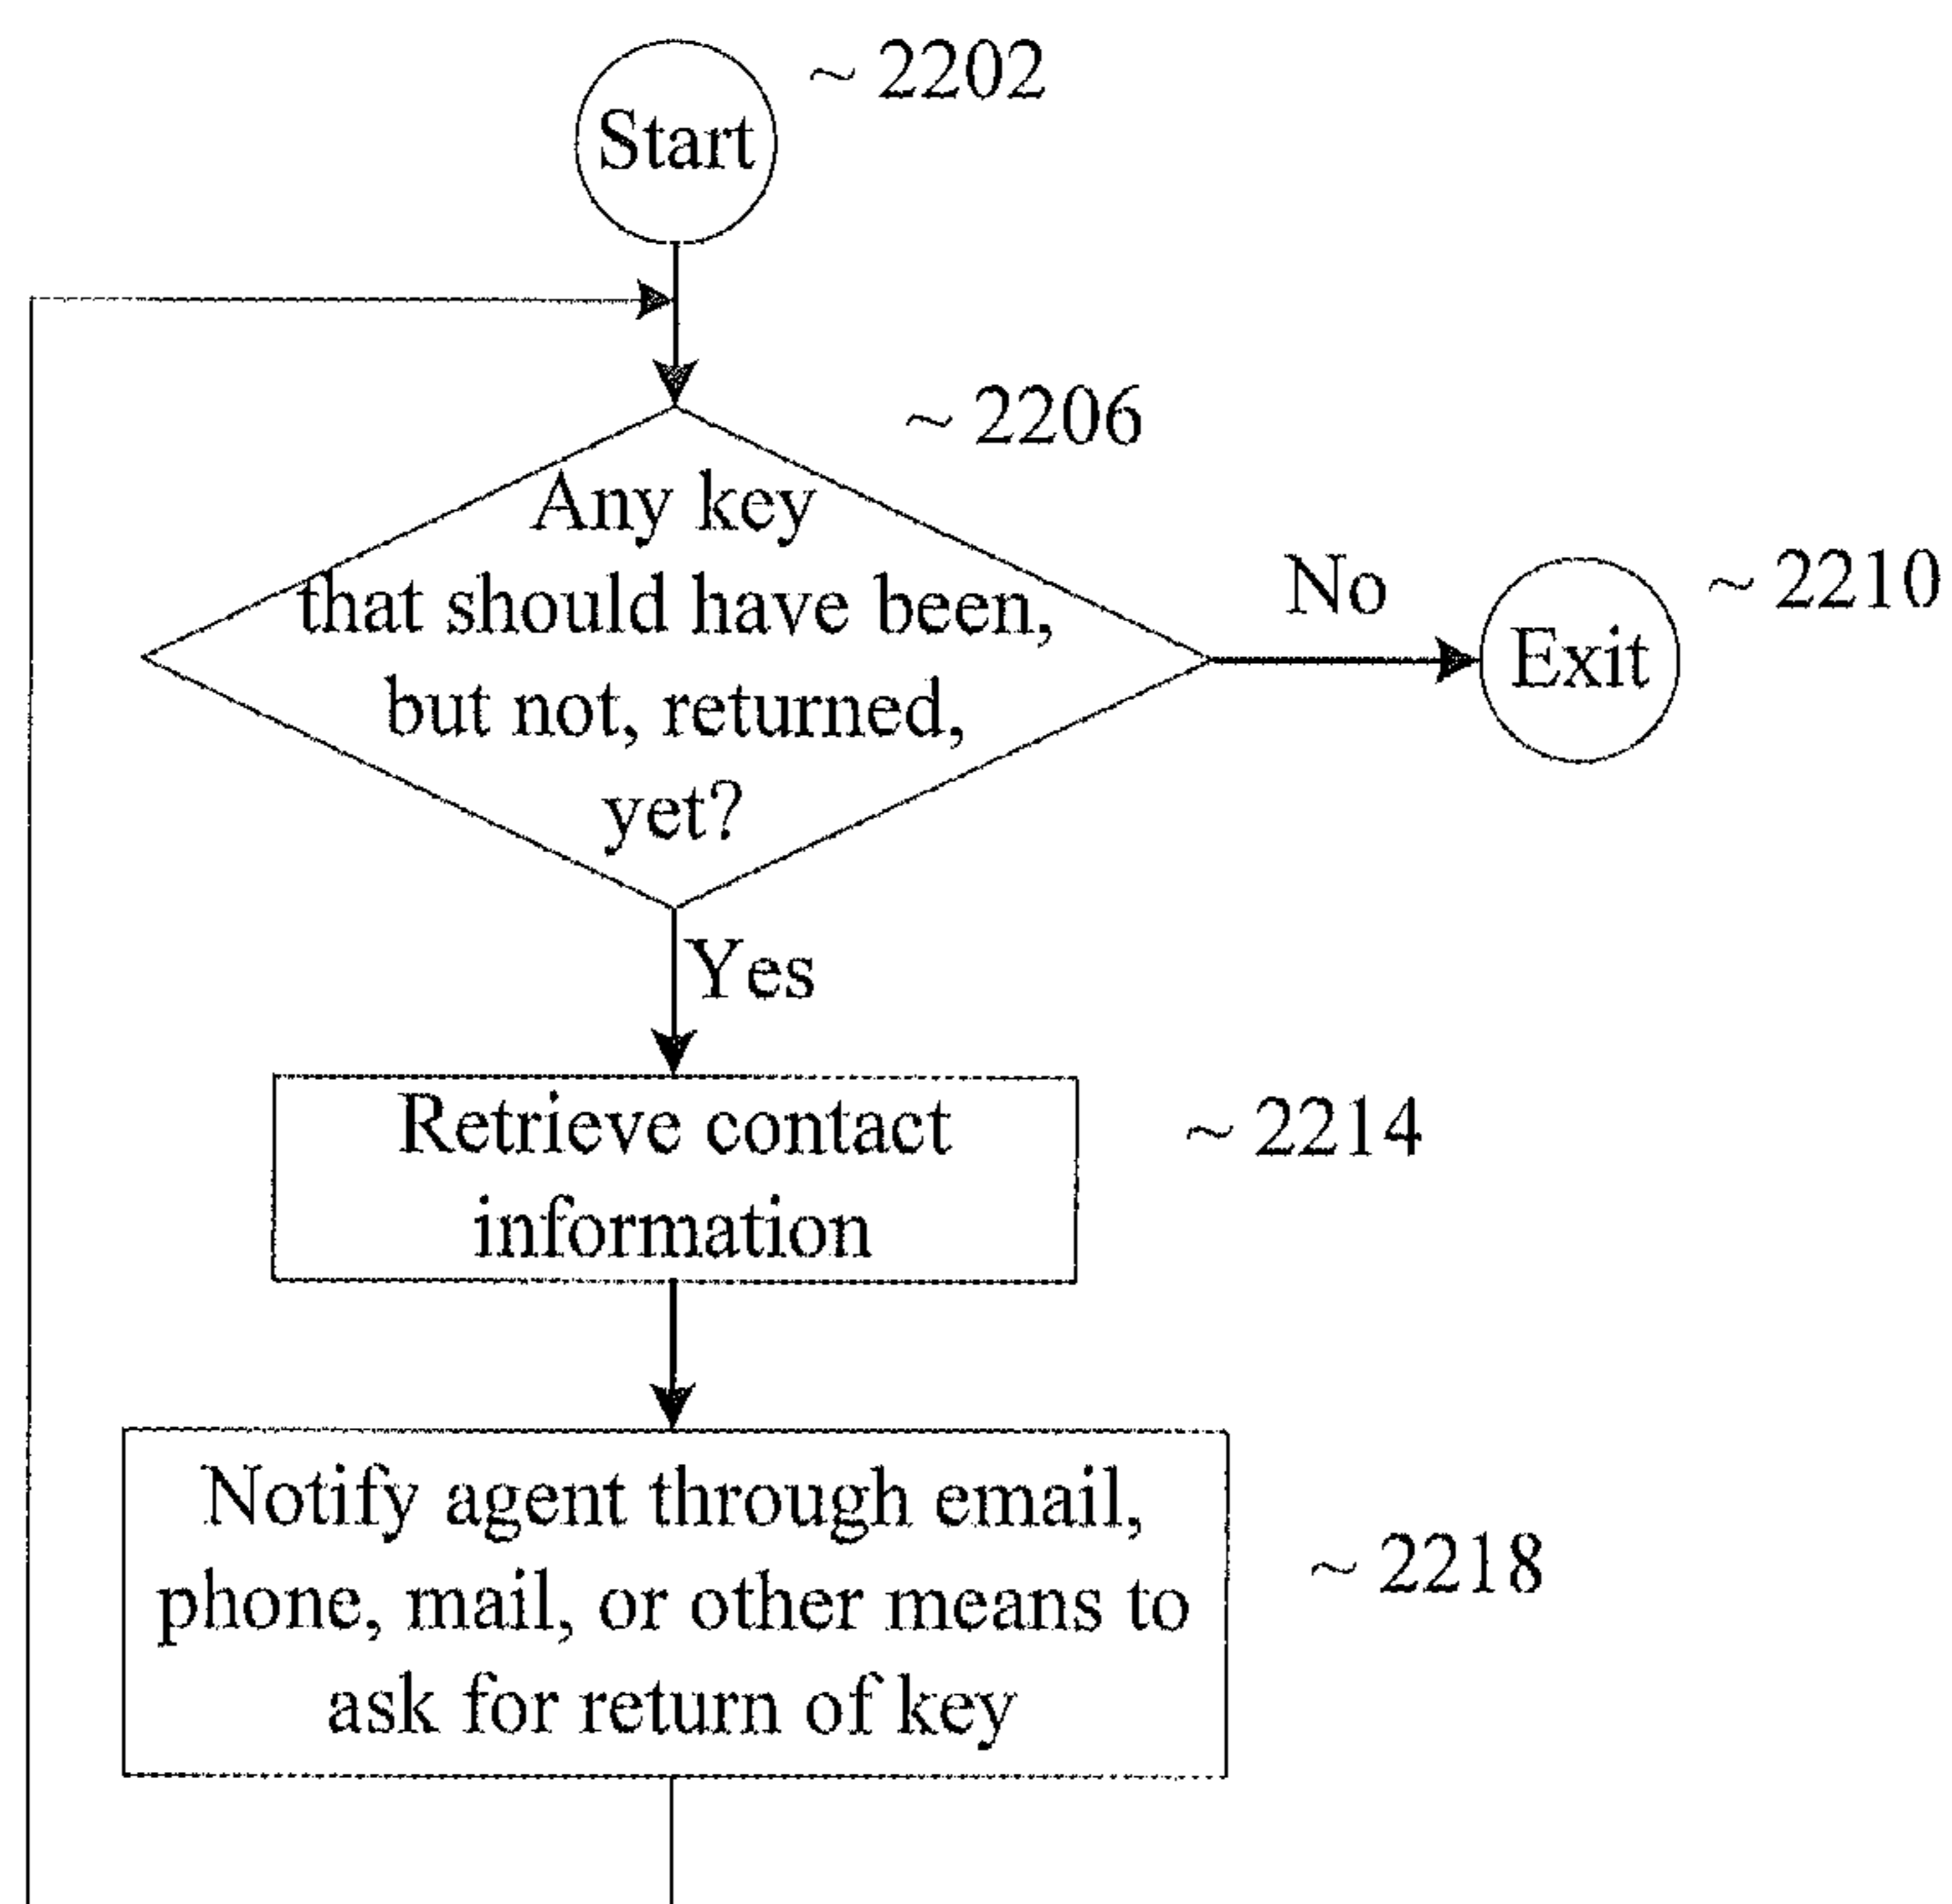 Start
~ 2202
~ 2206
Any key
that should have been,
but not, returned,
yet?
No
Exit
~ 2210
Yes
Retrieve contact
information
~ 2214
Notify agent through email,
phone, mail, or other means to
ask for return of key
~ 2218